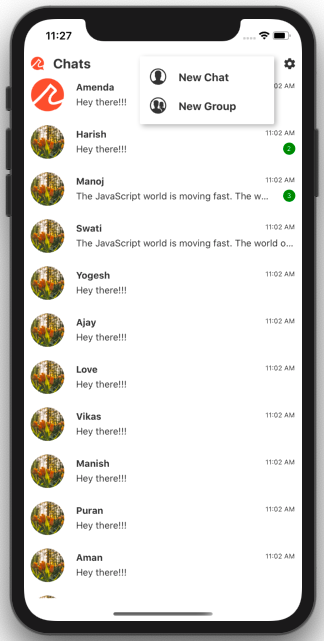 11:27
Chats
New Chat
New Group
Amenda
02 AM
Hey there!!!
Harish
11:02 AM
Hey there!!!
2
Manoj
11:02 AM
The JavaScript world is moving fast. The w...
3
Swati
11:02 AM
The JavaScript world is moving fast. The world o...
Yogesh
11:02 AM
Hey there!!!
Ajay
11:02 AM
Hey there!!!
Love
11:02 AM
Hey there!!!
Vikas
11:02 AM
Hey there!!!
Manish
11:02 AM
Hey there!!!
Puran
11:02 AM
Hey there!!!
Aman
11:02 AM
Hey there!!!